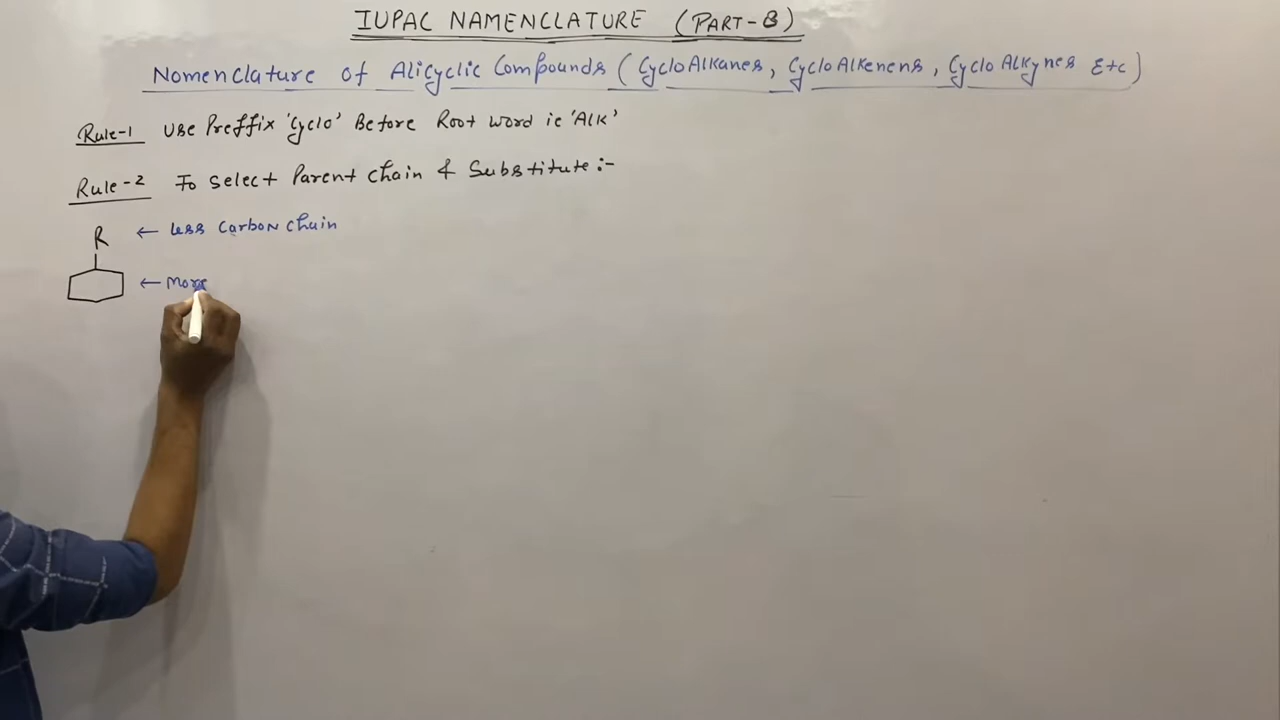 IUPAC NOMENCLATURE (PART-B)
Nomenclature of Alicyclic Compounds (CycloAlkanes, CycloAlkenens, CycloAlkynes Etc)
Rule-1 Use Preffix 'Cyclo' Before Root word ie 'Alk'
Rule-2 To Select Parent chain & Substitute:-
R ← Less Carbon Chain
← More